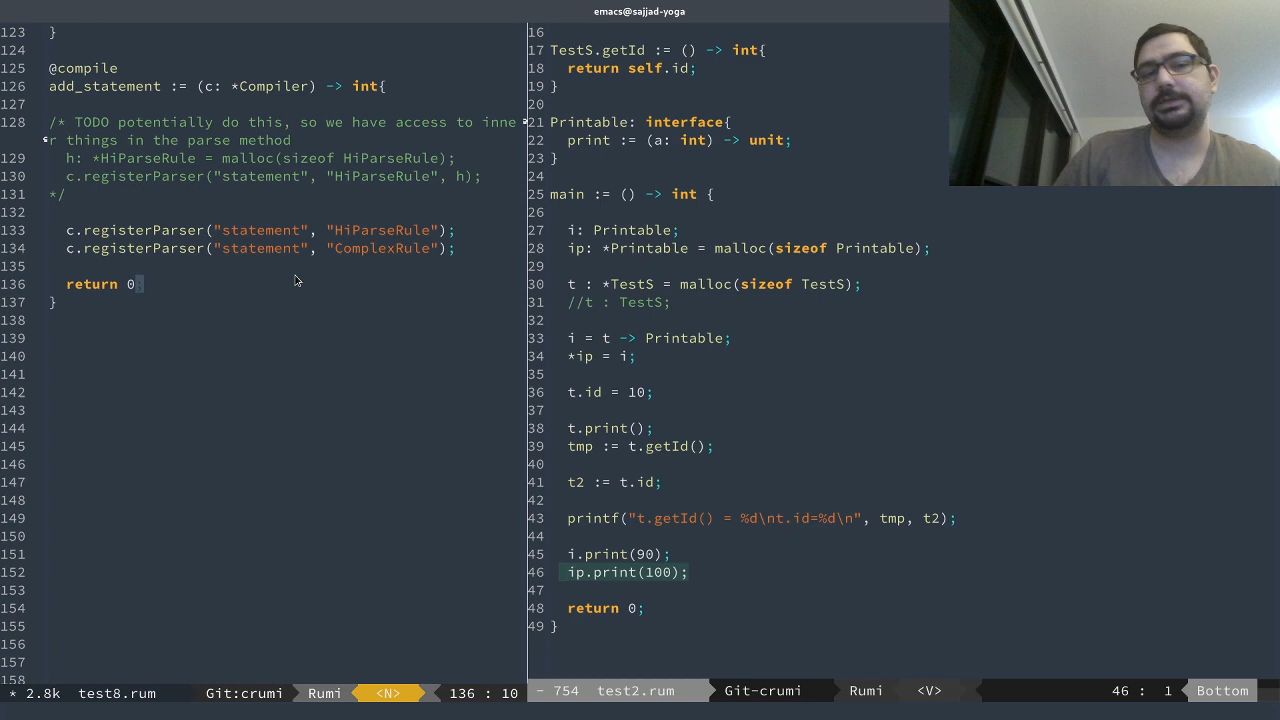 emacs@sajjad-yoga
123 }
124
125 @compile
126 add_statement := (c: *Compiler) -> int{
127
128 /* TODO potentially do this, so we have access to inne
r things in the parse method
129 h: *HiParseRule = malloc(sizeof HiParseRule);
130 c.registerParser("statement", "HiParseRule", h);
131 */
132
133 c.registerParser("statement", "HiParseRule");
134 c.registerParser("statement", "ComplexRule");
135
136 return 0;
137 }
138
139
140
141
142
143
144
145
146
147
148
149
150
151
152
153
154
155
156
157
158
* 2.8k test8.rum Git:crumi Rumi <N> 136 : 10
16
17 TestS.getId := () -> int{
18 return self.id;
19 }
20
21 Printable: interface{
22 print := (a: int) -> unit;
23 }
24
25 main := () -> int {
26
27 i: Printable;
28 ip: *Printable = malloc(sizeof Printable);
29
30 t : *TestS = malloc(sizeof TestS);
31 //t : TestS;
32
33 i = t -> Printable;
34 *ip = i;
35
36 t.id = 10;
37
38 t.print();
39 tmp := t.getId();
40
41 t2 := t.id;
42
43 printf("t.getId() = %d\nt.id=%d\n", tmp, t2);
44
45 i.print(90);
46 ip.print(100);
47
48 return 0;
49 }
- 754 test2.rum Git-crumi Rumi <V> 46 : 1 Bottom